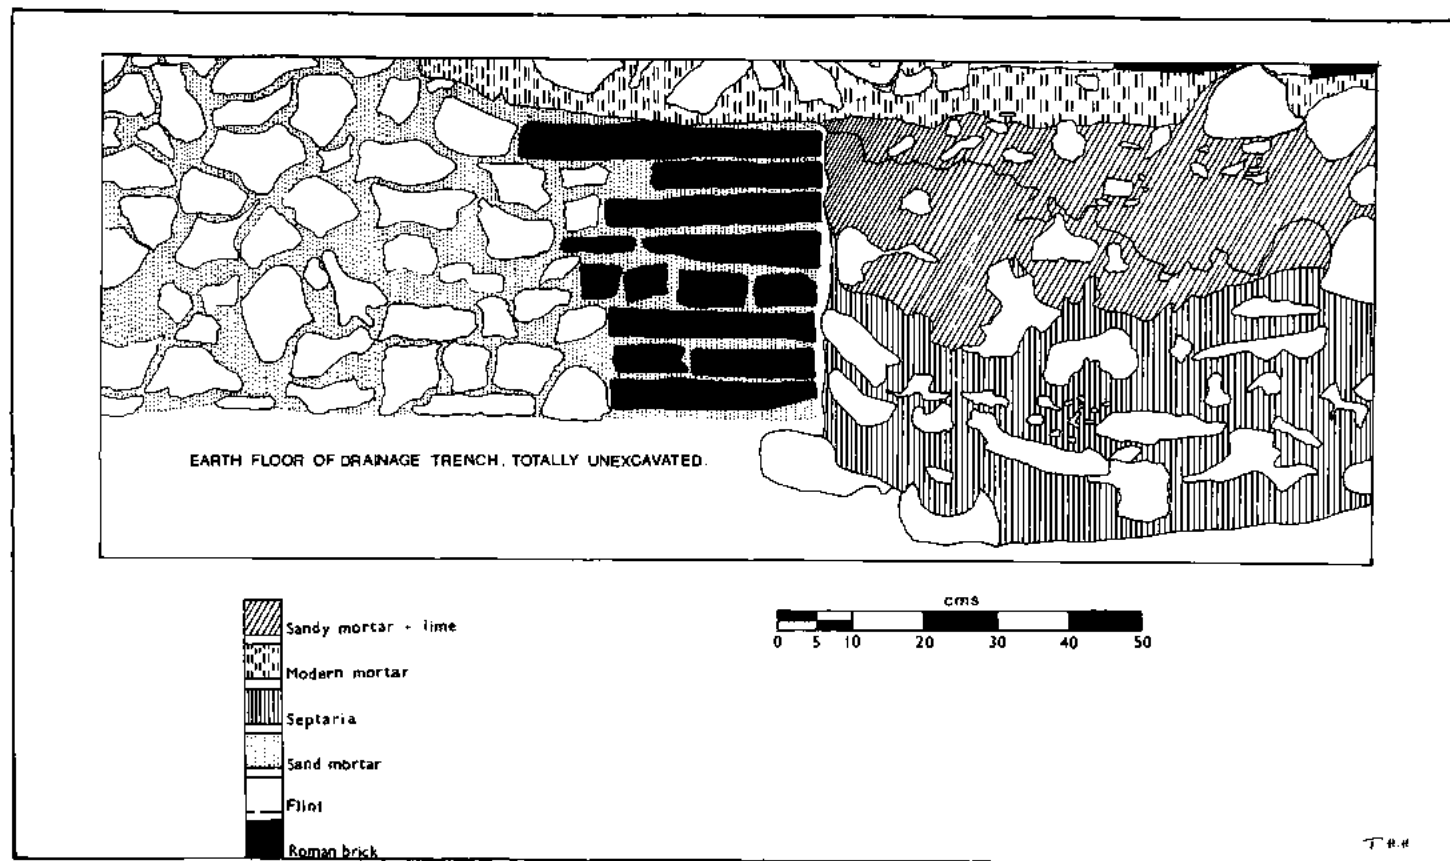 EARTH FLOOR OF DRAINAGE TRENCH, TOTALLY UNEXCAVATED.
Sandy mortar + lime
Modern mortar
Septaria
Sand mortar
Flint
Roman brick
cms
0 5 10 20 30 40 50